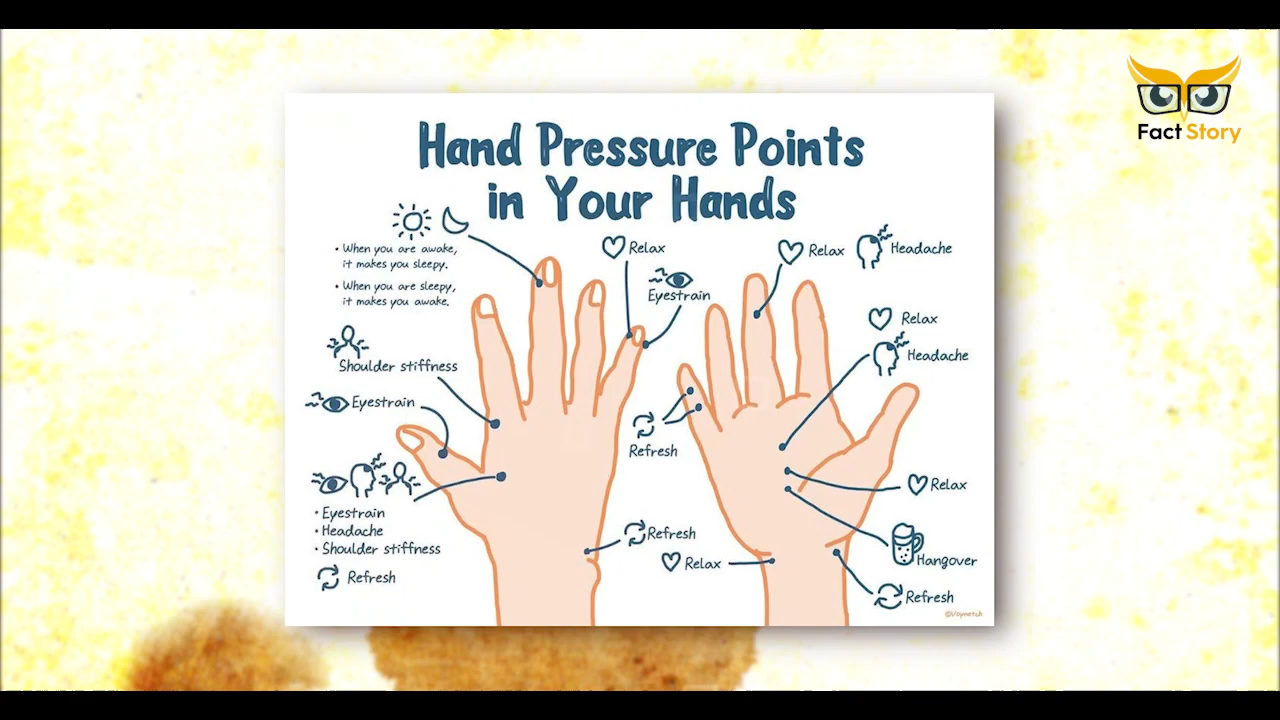 Fact Story
Hand Pressure Points
in Your Hands
• When you are awake,
it makes you sleepy.
• When you are sleepy,
it makes you awake.
Relax
Eyestrain
Relax
Headache
Relax
Headache
Shoulder stiffness
Eyestrain
Refresh
• Eyestrain
• Headache
• Shoulder stiffness
Refresh
Relax
Hangover
Refresh
Relax
Refresh